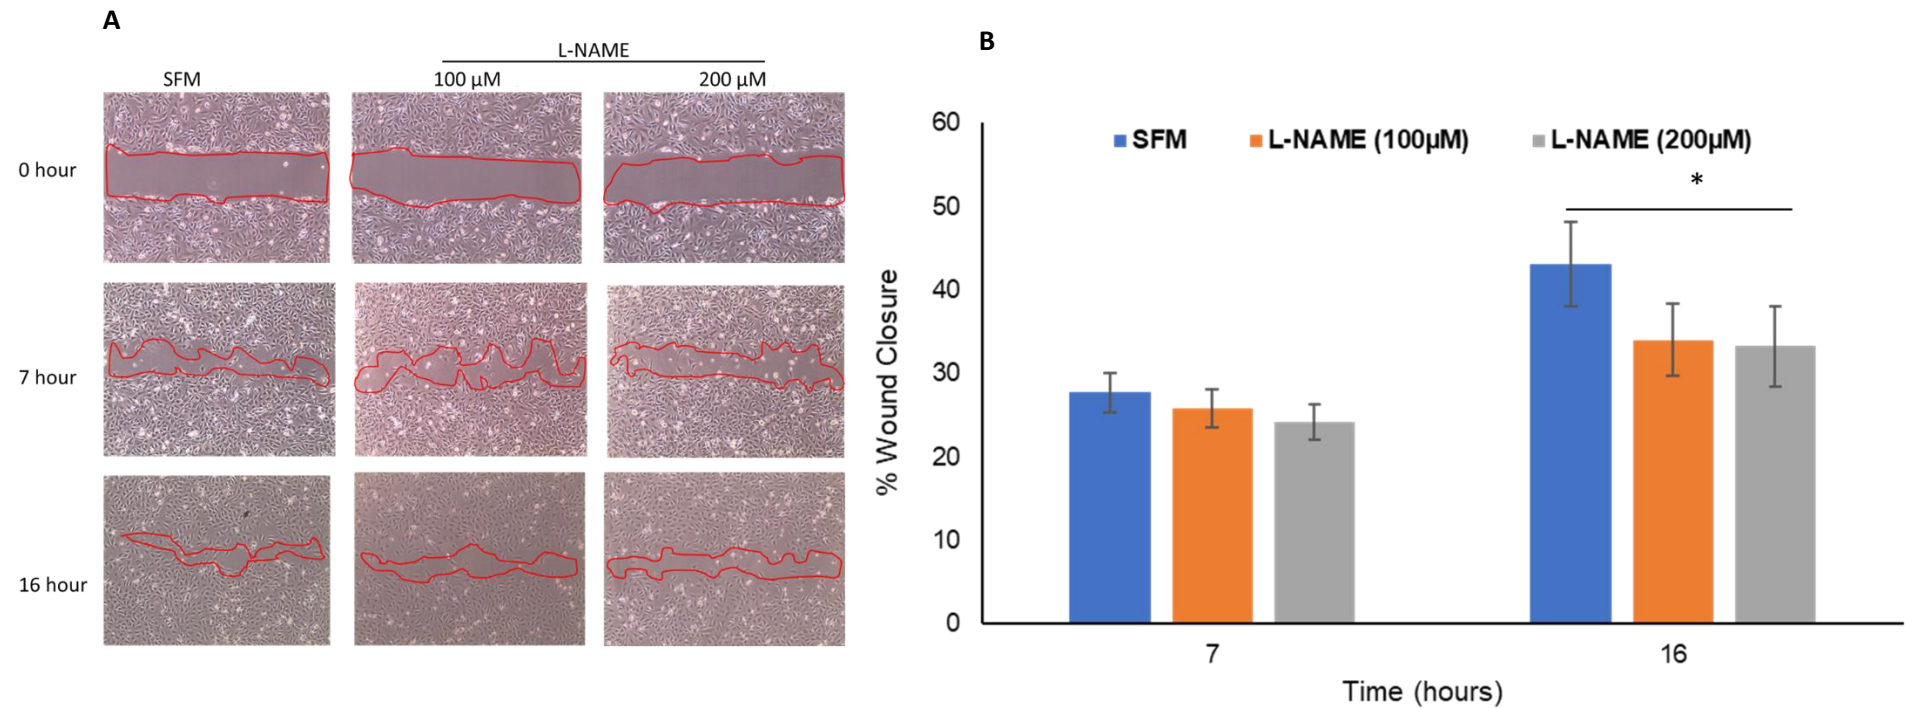 A
L-NAME
SFM
100 µM
200 µM
0 hour
7 hour
16 hour
B
SFM
L-NAME (100µM)
L-NAME (200µM)
*
60
50
40
30
20
10
0
% Wound Closure
7
16
Time (hours)